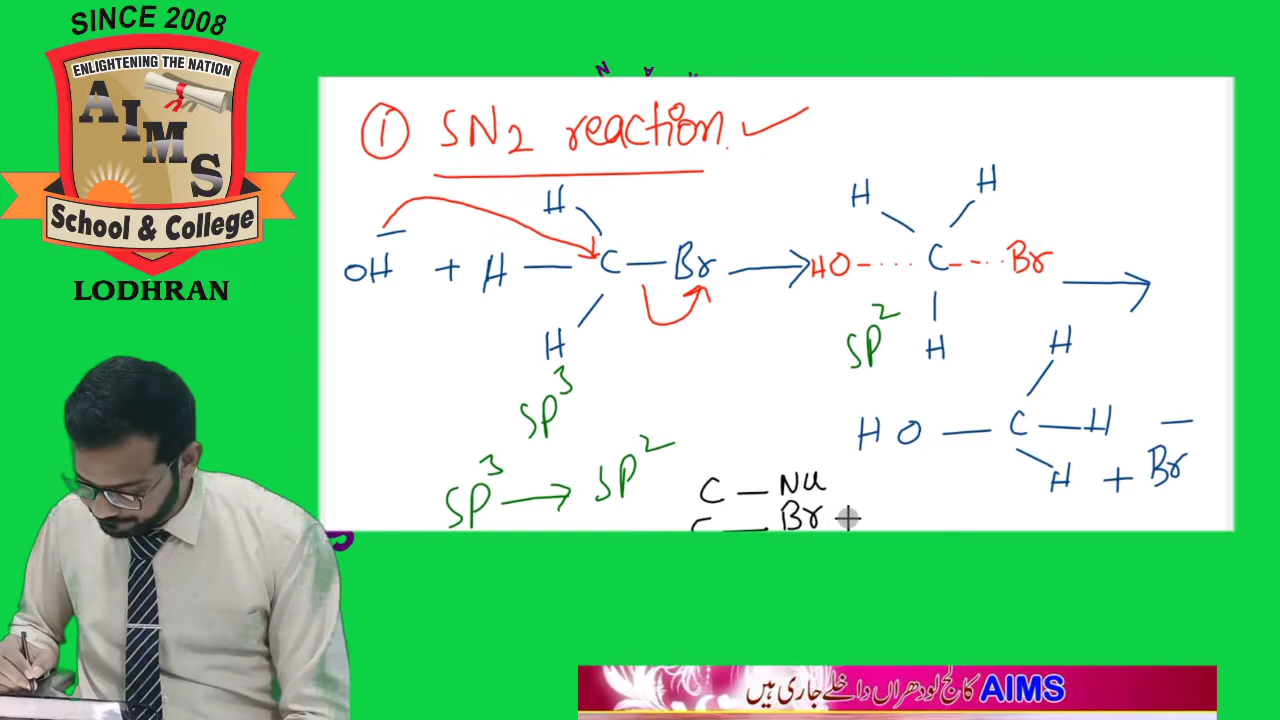 SINCE 2008
ENLIGHTENING THE NATION
AIMS
School & College
LODHRAN
① SN2 reaction. ✓
H
H
H
OH⁻ + H — C — Br ⟶ HO-···C-···Br ⟶
H
SP²
H
H
SP³
H
HO — C — H
H + Br⁻
SP³ ⟶ SP²
C — Nu
C — Br
AIMS کالج لودھراں داخلے جاری ہیں